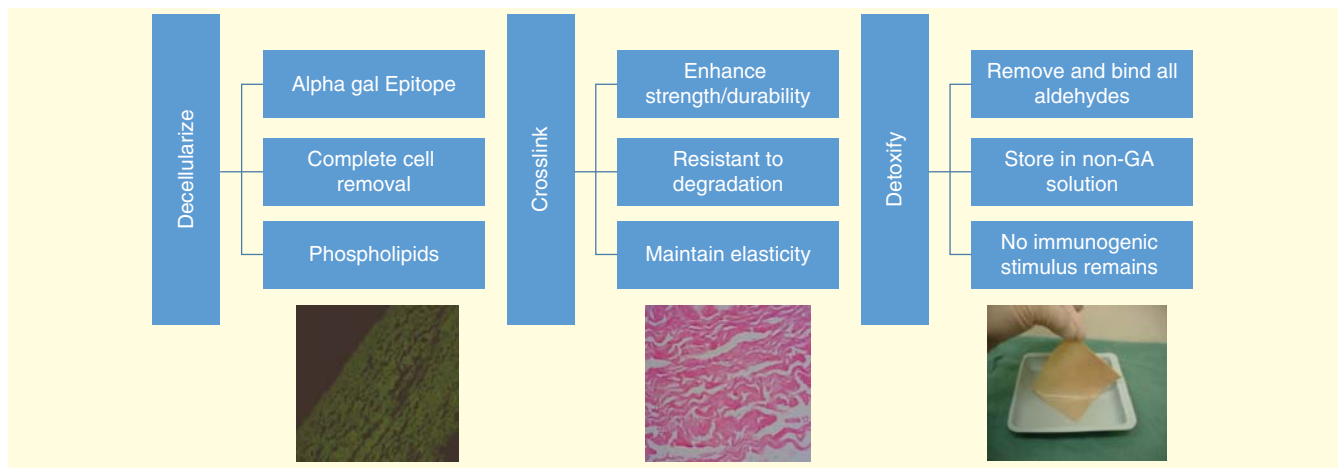 Decellularize
Alpha gal Epitope
Complete cell
removal
Phospholipids
Crosslink
Enhance
strength/durability
Resistant to
degradation
Maintain elasticity
Detoxify
Remove and bind all
aldehydes
Store in non-GA
solution
No immunogenic
stimulus remains